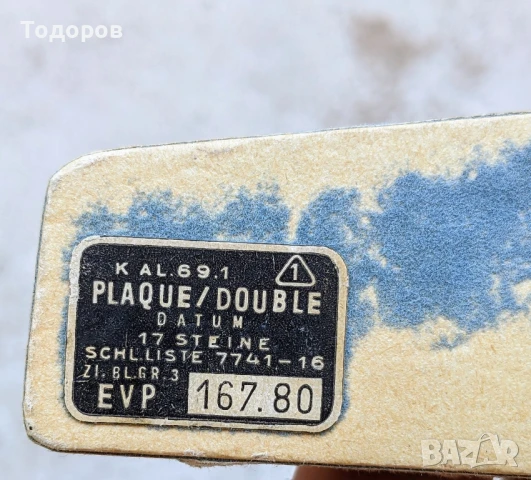 Тодоров
KAL.69.1 1
PLAQUE/DOUBLE
DATUM
17 STEINE
SCHL.LISTE 7741-16
ZI.BL.GR.3
EVP 167.80
BAZAR